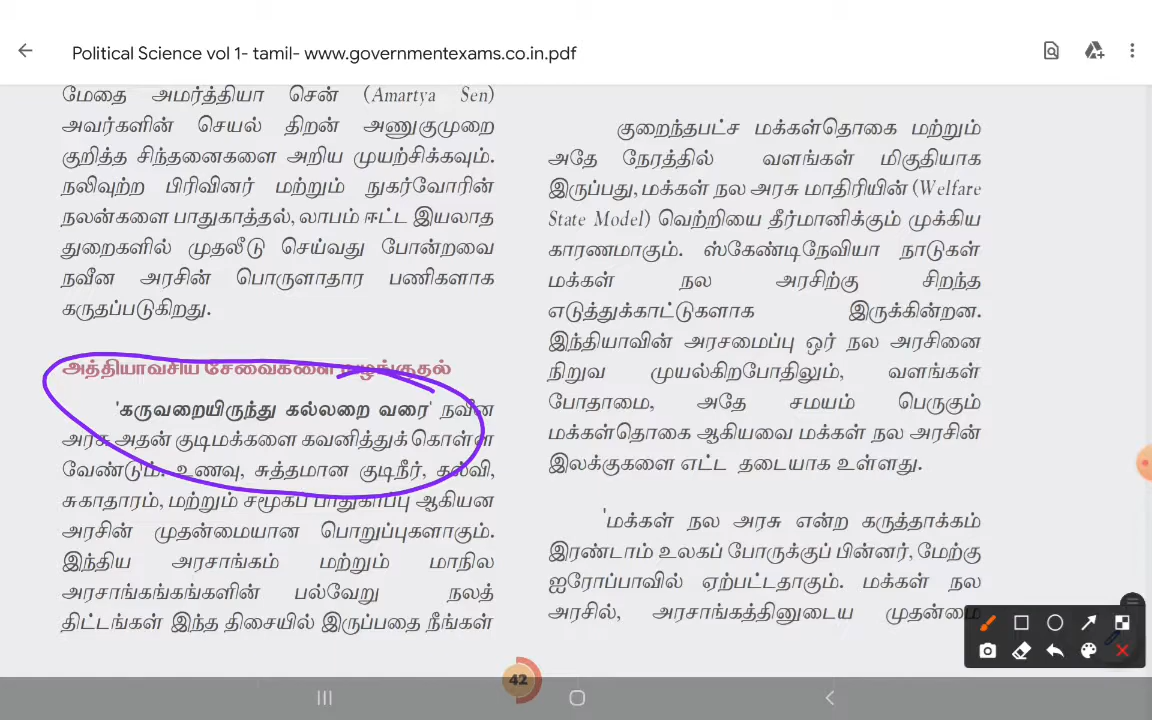 Political Science vol 1- tamil- www.governmentexams.co.in.pdf
மேதை அமர்த்தியா சென் (Amartya Sen)
அவர்களின் செயல் திறன் அணுகுமுறை
குறித்த சிந்தனைகளை அறிய முயற்சிக்கவும்.
நலிவுற்ற பிரிவினர் மற்றும் நுகர்வோரின்
நலன்களை பாதுகாத்தல், லாபம் ஈட்ட இயலாத
துறைகளில் முதலீடு செய்வது போன்றவை
நவீன அரசின் பொருளாதார பணிகளாக
கருதப்படுகிறது.
அத்தியாவசிய சேவைகளை வழங்குதல்
'கருவறையிருந்து கல்லறை வரை' நவீன
அரசு அதன் குடிமக்களை கவனித்துக் கொள்ள
வேண்டும். உணவு, சுத்தமான குடிநீர், கல்வி,
சுகாதாரம், மற்றும் சமூகப் பாதுகாப்பு ஆகியன
அரசின் முதன்மையான பொறுப்புகளாகும்.
இந்திய அரசாங்கம் மற்றும் மாநில
அரசாங்கங்கங்களின் பல்வேறு நலத்
திட்டங்கள் இந்த திசையில் இருப்பதை நீங்கள்
குறைந்தபட்ச மக்கள்தொகை மற்றும்
அதே நேரத்தில் வளங்கள் மிகுதியாக
இருப்பது, மக்கள் நல அரசு மாதிரியின் (Welfare
State Model) வெற்றியை தீர்மானிக்கும் முக்கிய
காரணமாகும். ஸ்கேண்டிநேவியா நாடுகள்
மக்கள் நல அரசிற்கு சிறந்த
எடுத்துக்காட்டுகளாக இருக்கின்றன.
இந்தியாவின் அரசமைப்பு ஓர் நல அரசினை
நிறுவ முயல்கிறபோதிலும், வளங்கள்
போதாமை, அதே சமயம் பெருகும்
மக்கள்தொகை ஆகியவை மக்கள் நல அரசின்
இலக்குகளை எட்ட தடையாக உள்ளது.
'மக்கள் நல அரசு என்ற கருத்தாக்கம்
இரண்டாம் உலகப் போருக்குப் பின்னர், மேற்கு
ஐரோப்பாவில் ஏற்பட்டதாகும். மக்கள் நல
அரசில், அரசாங்கத்தினுடைய முதன்மை
42